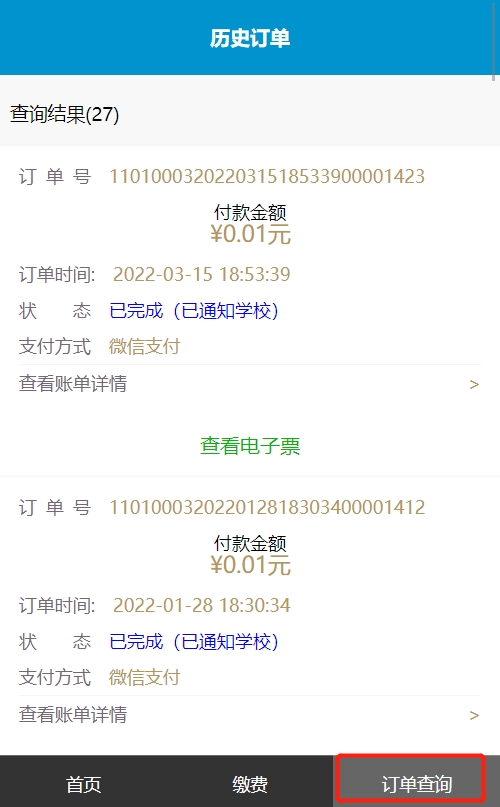 历史订单
查询结果(27)
订 单 号 11010003202203151853390000​1423
付款金额
¥0.01元
订单时间: 2022-03-15 18:53:39
状 态 已完成（已通知学校）
支付方式 微信支付
查看账单详情 >
查看电子票
订 单 号 11010003202201281830340000​1412
付款金额
¥0.01元
订单时间: 2022-01-28 18:30:34
状 态 已完成（已通知学校）
支付方式 微信支付
查看账单详情 >
首页 缴费 订单查询